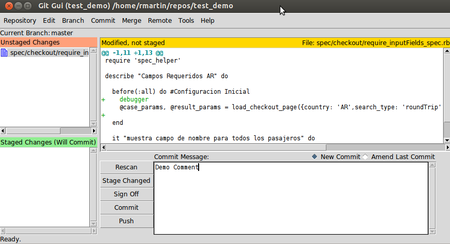 Git Gui (test_demo) /home/rmartin/repos/test_demo
Repository Edit Branch Commit Merge Remote Tools Help
Current Branch: master
Unstaged Changes
spec/checkout/require_in
Staged Changes (Will Commit)
Modified, not staged File: spec/checkout/require_inputFields_spec.rb
@@ -1,11 +1,13 @@
require 'spec_helper'
describe "Campos Requeridos AR" do
before(:all) do #Configuracion Inicial
+ debugger
@case_params, @result_params = load_checkout_page({country: 'AR',search_type: 'roundTrip'
+
end
it "muestra campo de nombre para todos los pasajeros" do
Commit Message: New Commit Amend Last Commit
Rescan
Stage Changed
Sign Off
Commit
Push
Demo Comment
Ready.